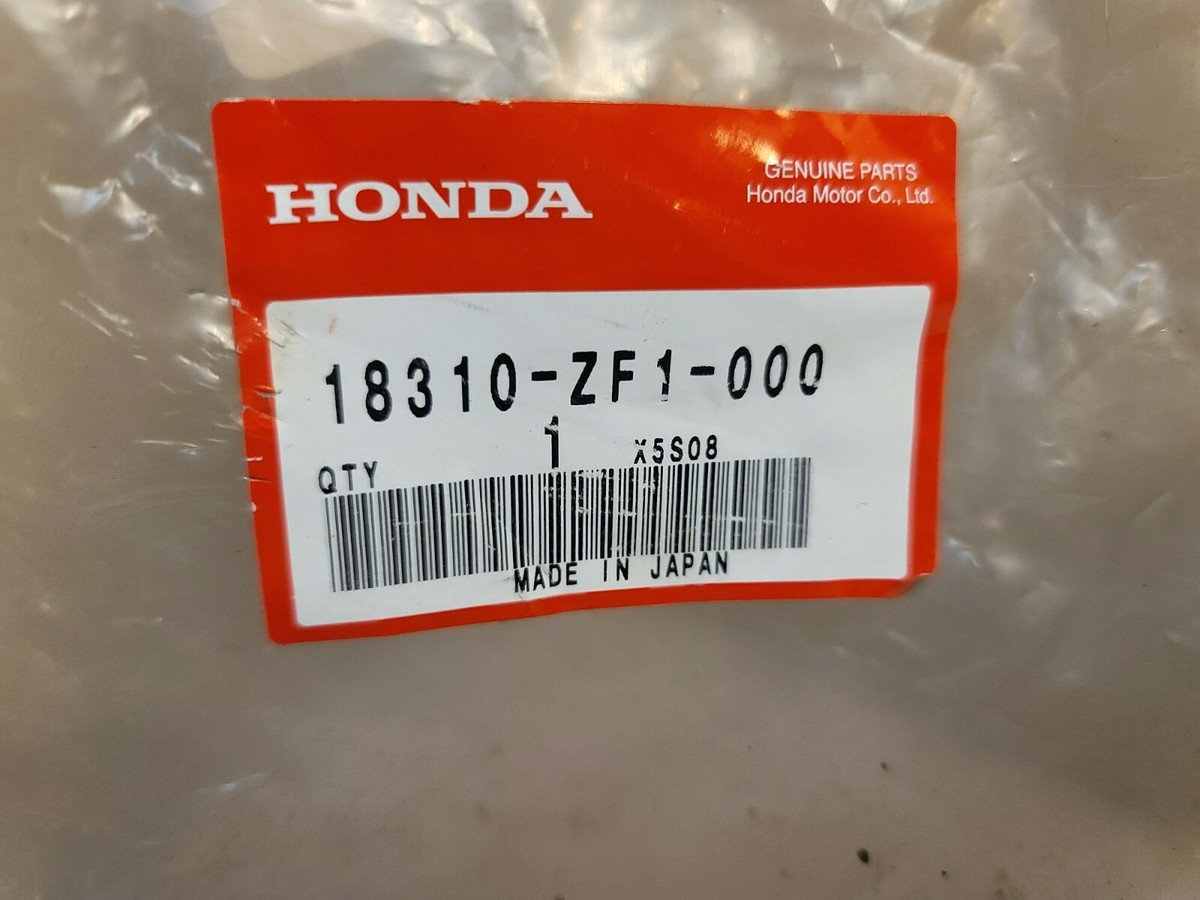 HONDA
GENUINE PARTS
Honda Motor Co., Ltd.
18310-ZF1-000
QTY 1 X5S08
MADE IN JAPAN